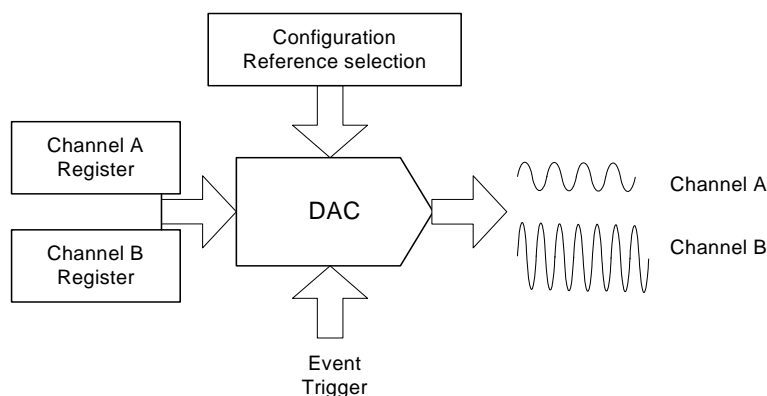 Configuration
Reference selection
Channel A
Register
Channel B
Register
DAC
Channel A
Channel B
Event
Trigger